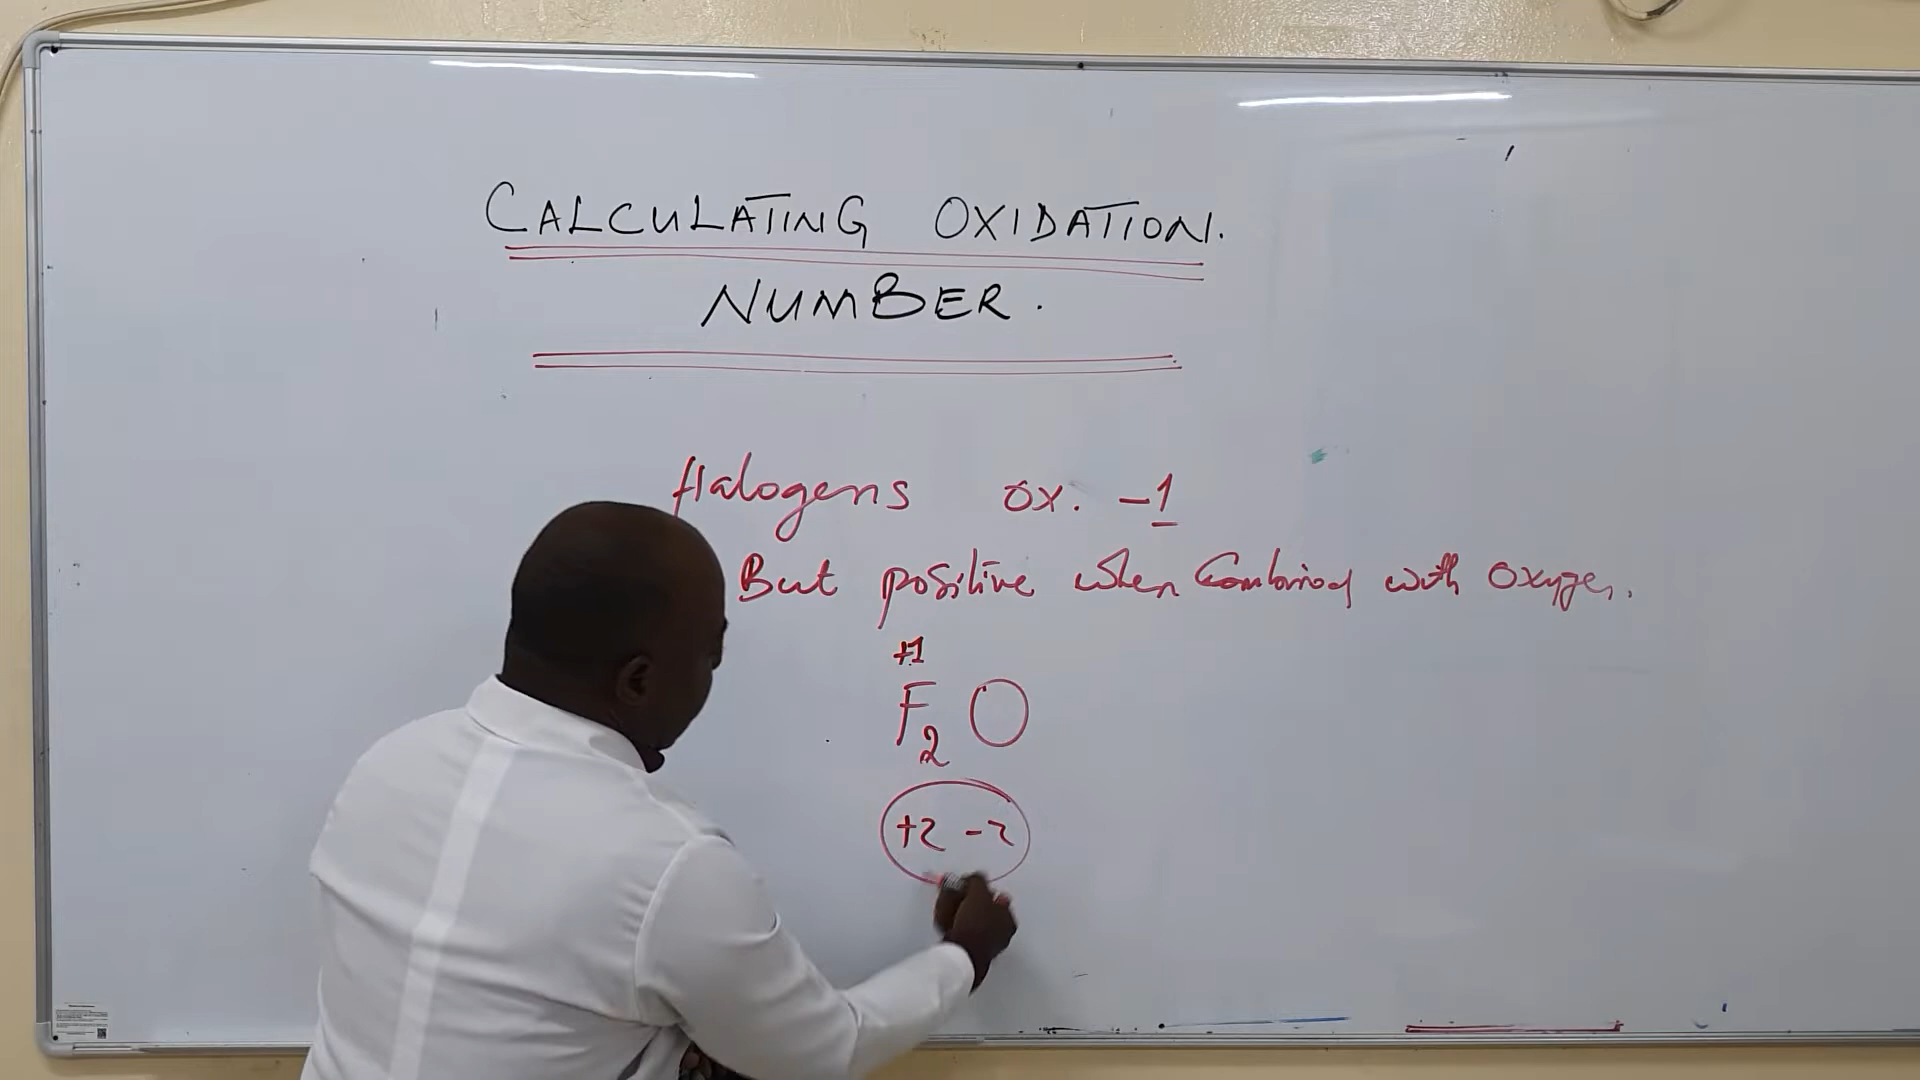 CALCULATING OXIDATION.
NUMBER.
Halogens ox. -1
But positive when Combined with Oxygen.
+1
F2 O
+2 -2